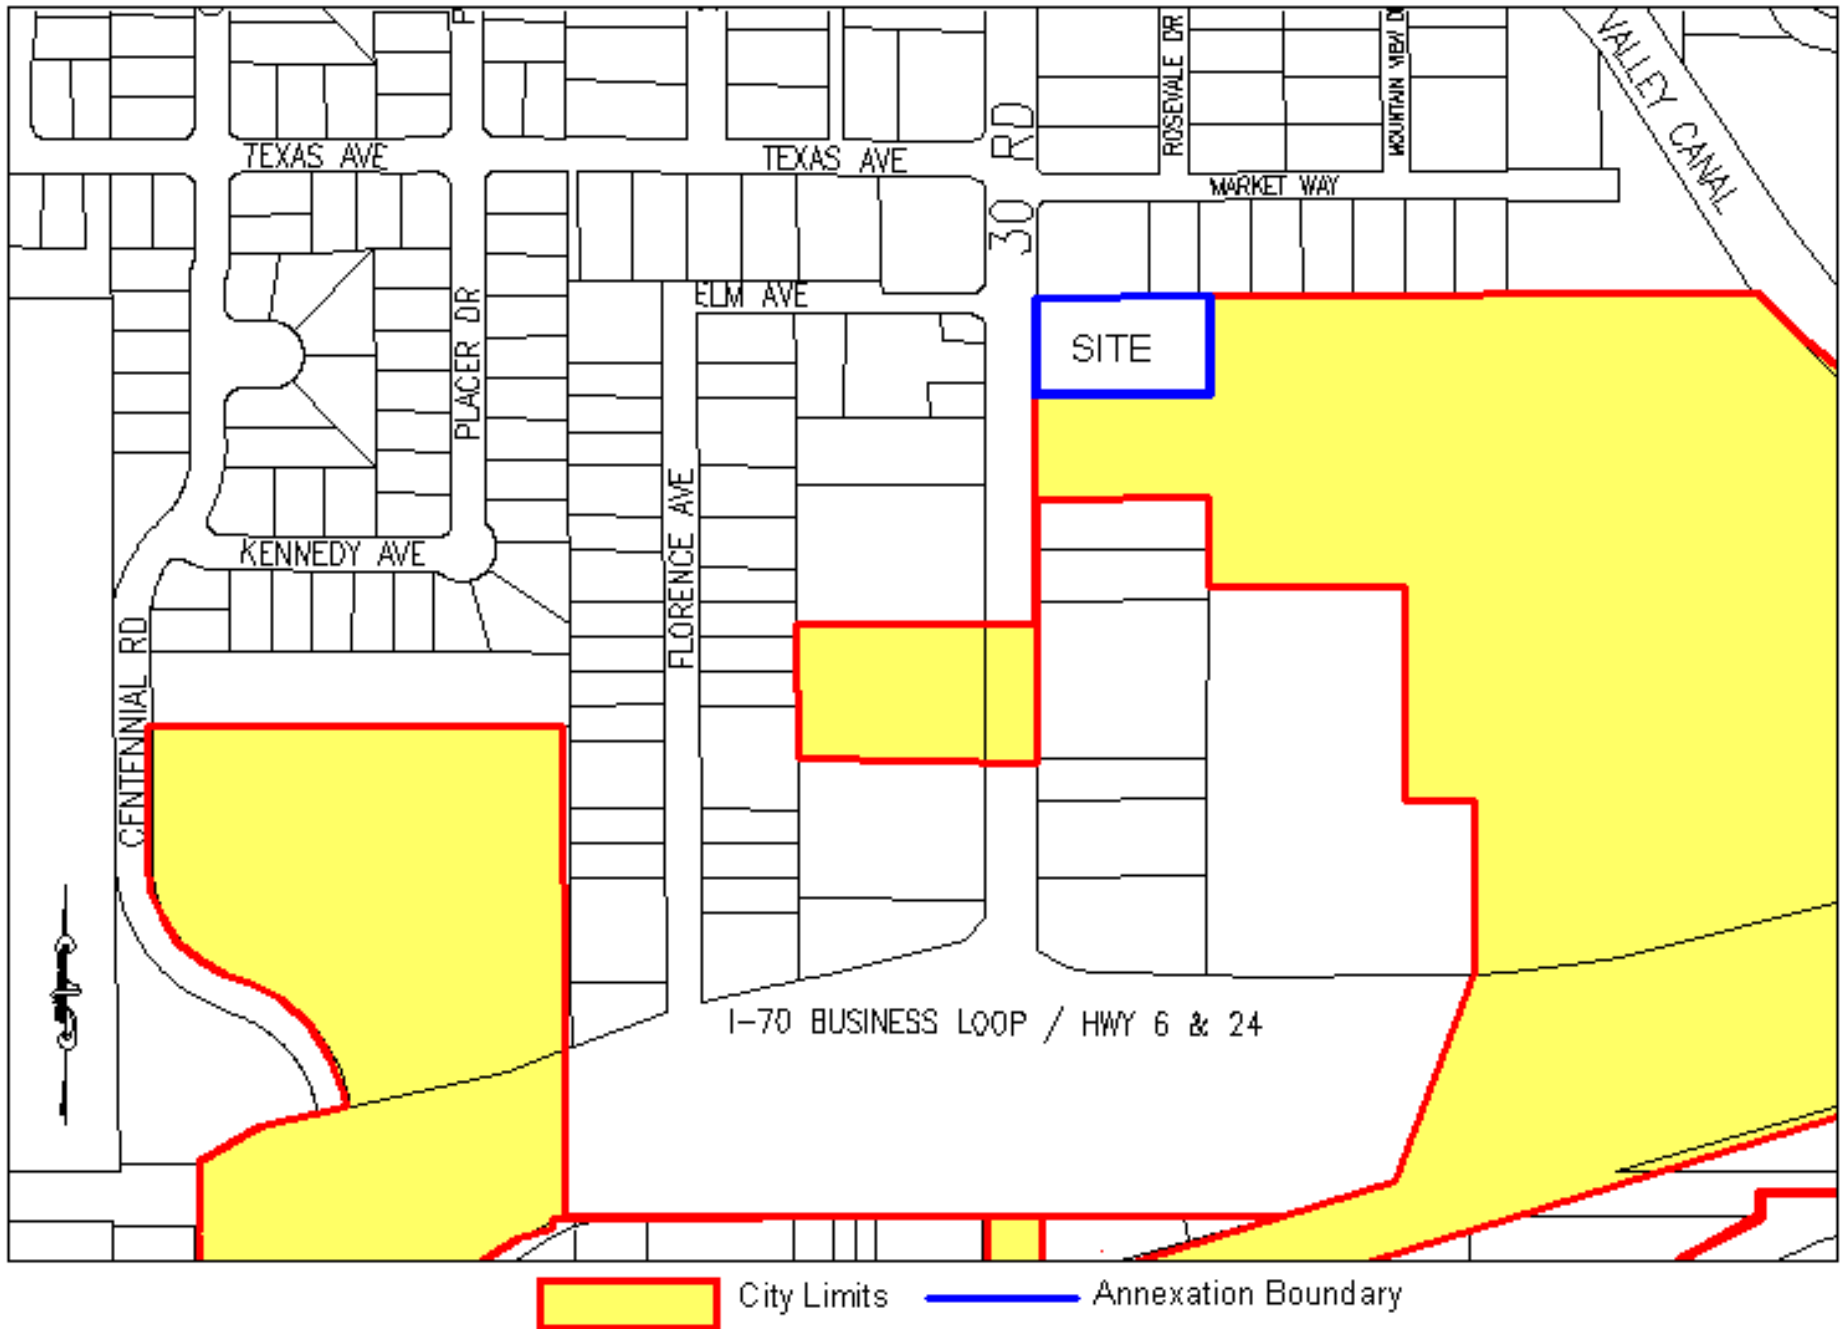 ROSEVALE DR
MOUNTAIN VIEW
VALLEY CANAL
TEXAS AVE
TEXAS AVE
30 RD
MARKET WAY
ELM AVE
PLACER DR
SITE
KENNEDY AVE
FLORENCE AVE
CENTENNIAL RD
I-70 BUSINESS LOOP / HWY 6 & 24
City Limits
Annexation Boundary